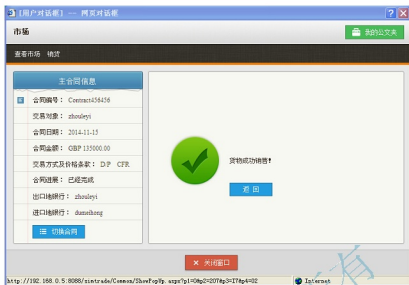 [用户对话框] -- 网页对话框
市场
我的公文夹
查看市场 销货
主合同信息
合同编号： Contract456456
交易对象： zhouleyi
合同日期： 2014-11-15
合同金额： GBP 135000.00
交易方式及价格条款： D/P CFR
合同进展： 已经完成
出口地银行： zhouleyi
进口地银行： dumeihong
切换合同
货物成功销售!
返 回
× 关闭窗口
http://192.168.0.5:8088/simtrade/Common/ShowPopUp.aspx?p1=0&p2=207&p3=I7&p4=02
Internet
有